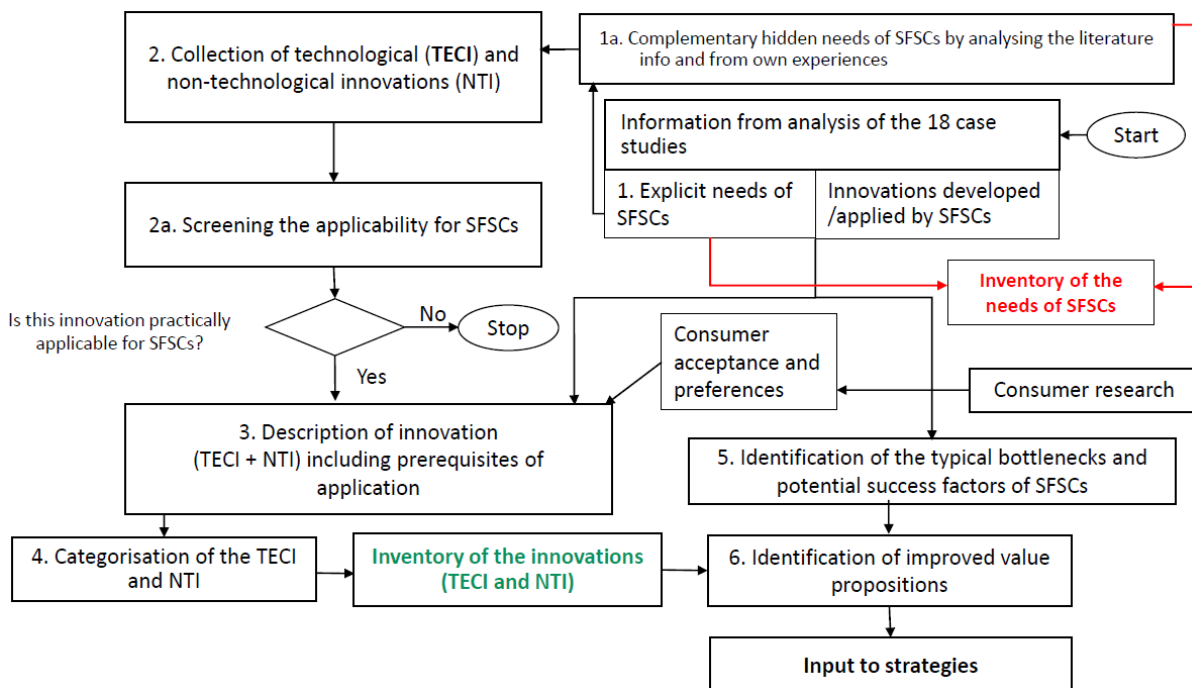 2. Collection of technological (TECI) and
non-technological innovations (NTI)
1a. Complementary hidden needs of SFSCs by analysing the literature
info and from own experiences
Information from analysis of the 18 case
studies
Start
1. Explicit needs of
SFSCs
Innovations developed
/applied by SFSCs
2a. Screening the applicability for SFSCs
Inventory of the
needs of SFSCs
Is this innovation practically
applicable for SFSCs?
No
Stop
Yes
Consumer
acceptance and
preferences
Consumer research
3. Description of innovation
(TECI + NTI) including prerequisites of
application
5. Identification of the typical bottlenecks and
potential success factors of SFSCs
4. Categorisation of the TECI
and NTI
Inventory of the innovations
(TECI and NTI)
6. Identification of improved value
propositions
Input to strategies